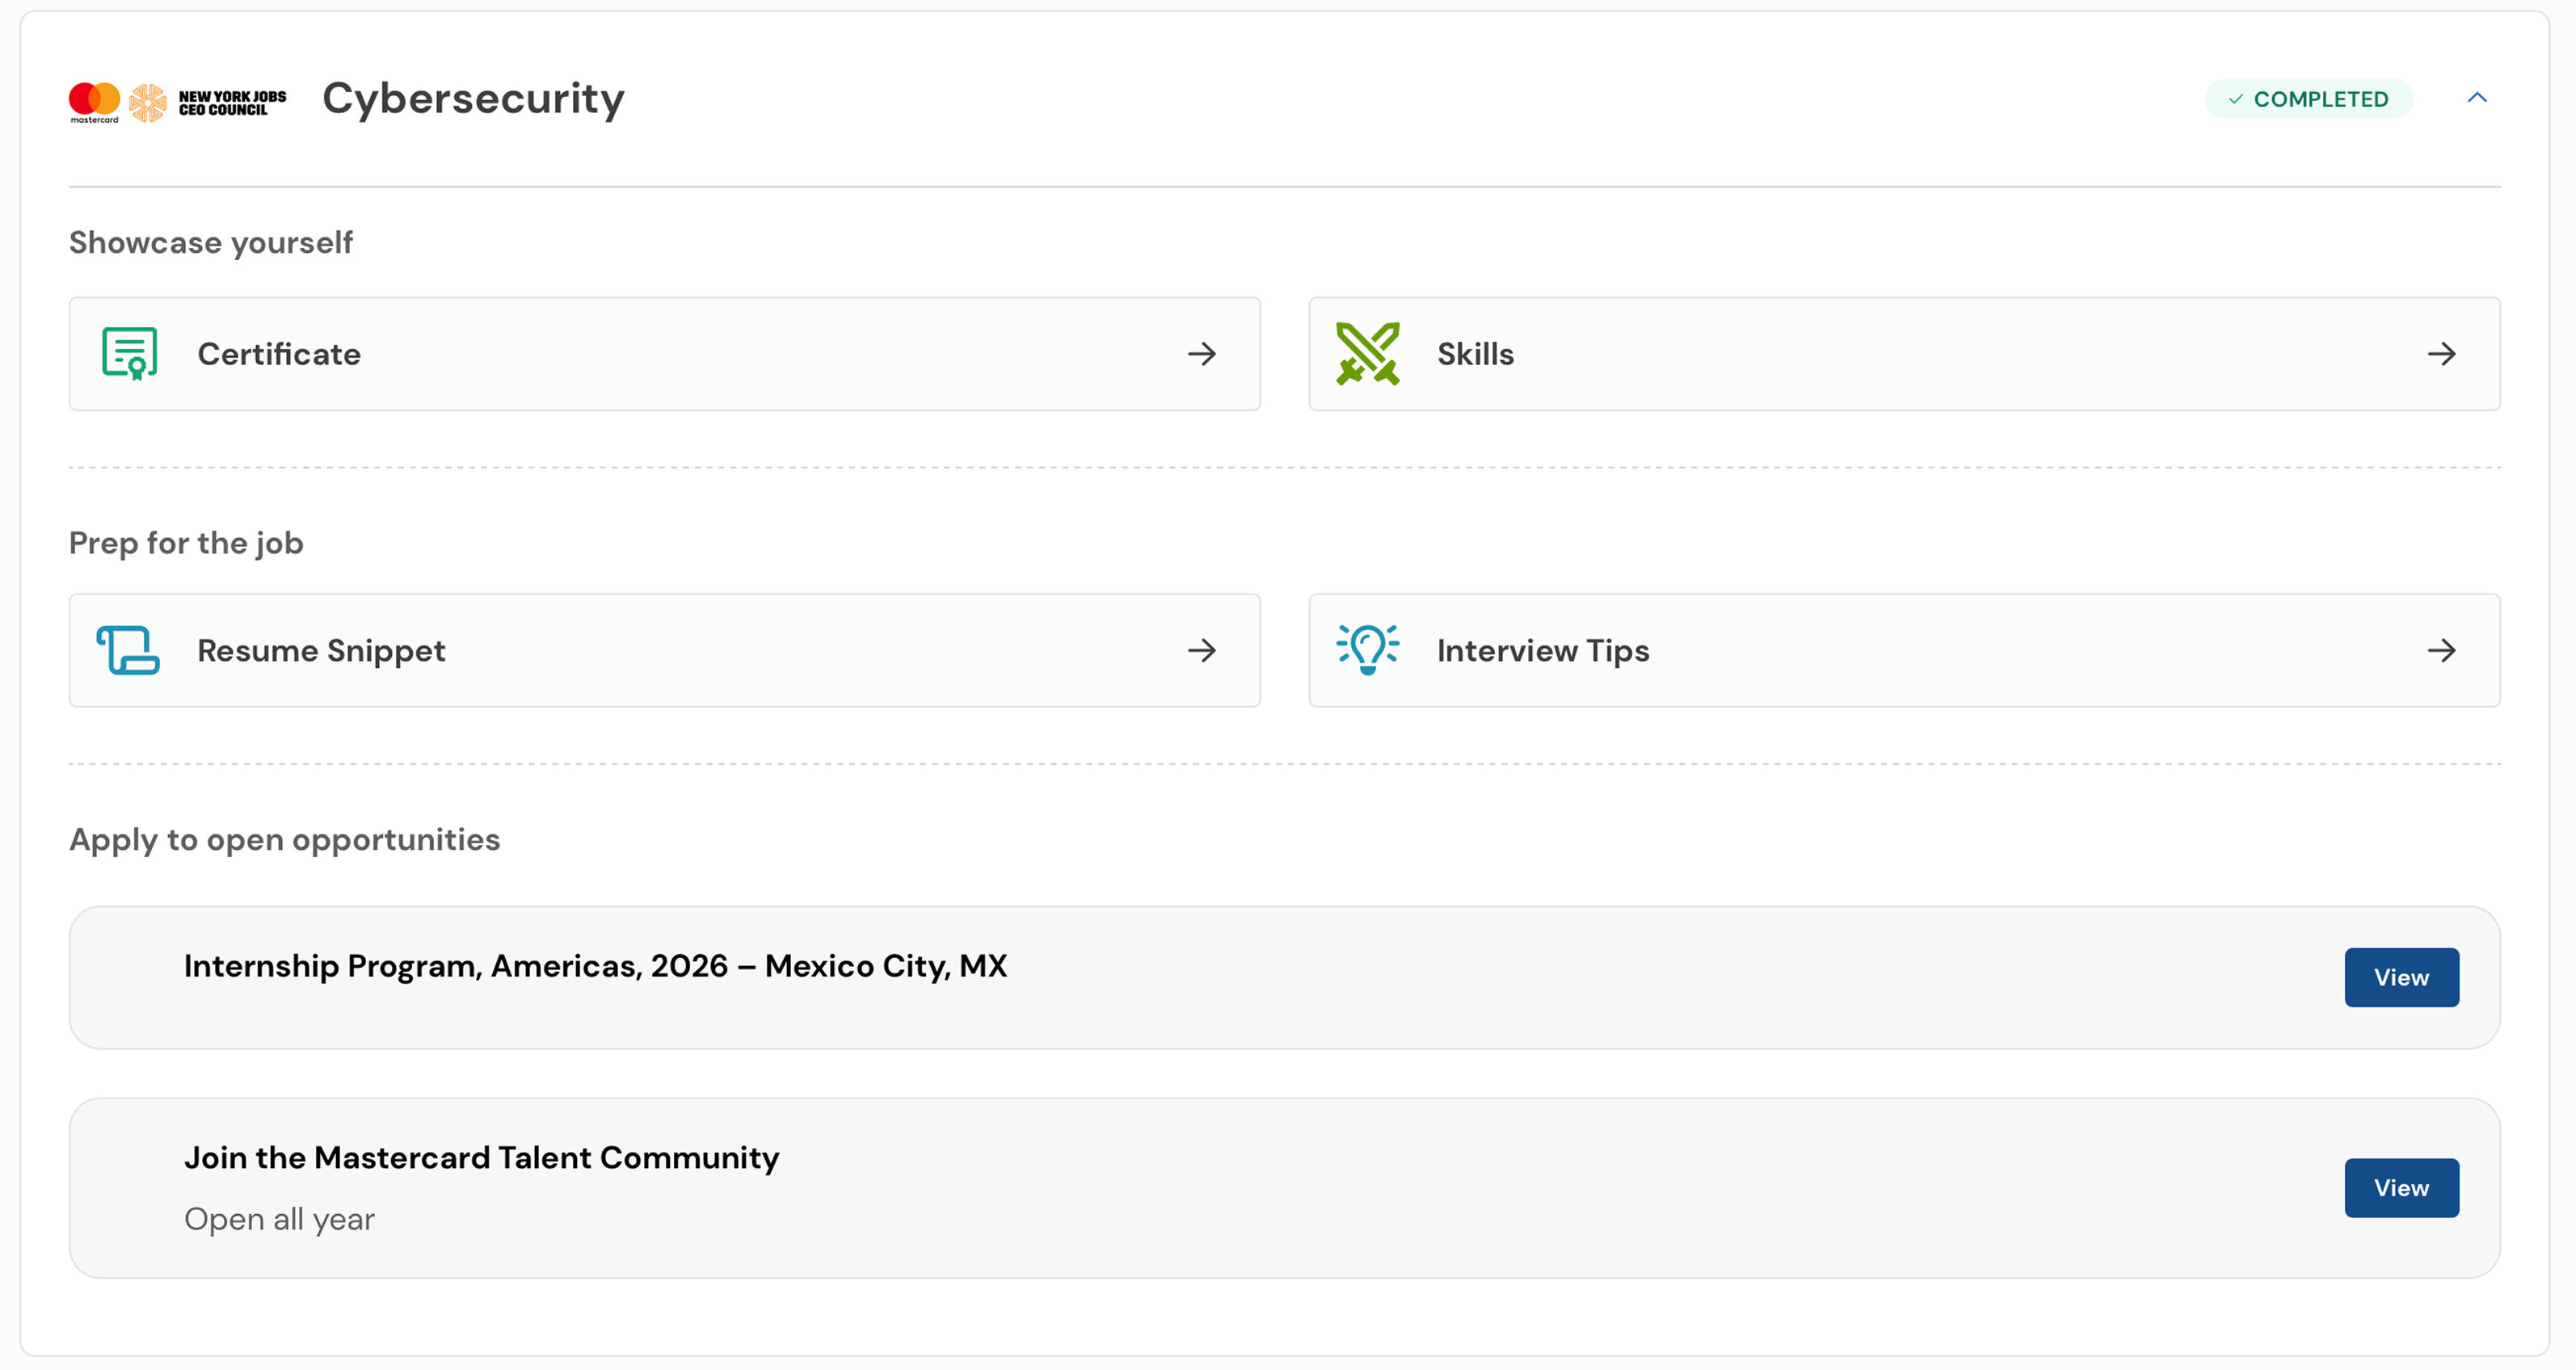 mastercard
NEW YORK JOBS
CEO COUNCIL
Cybersecurity
COMPLETED
Showcase yourself
Certificate
Skills
Prep for the job
Resume Snippet
Interview Tips
Apply to open opportunities
Internship Program, Americas, 2026 – Mexico City, MX
View
Join the Mastercard Talent Community
Open all year
View